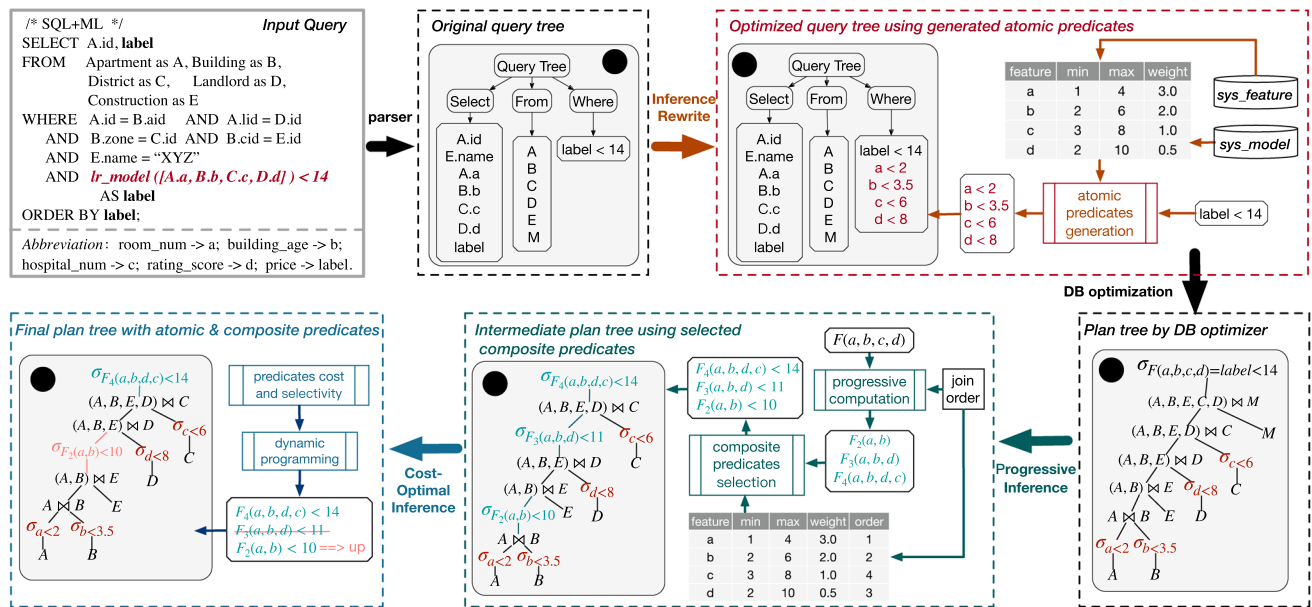 /* SQL+ML */ Input Query
SELECT A.id, label
FROM Apartment as A, Building as B,
District as C, Landlord as D,
Construction as E
WHERE A.id = B.aid AND A.lid = D.id
AND B.zone = C.id AND B.cid = E.id
AND E.name = “XYZ”
AND lr_model ([A.a, B.b, C.c, D.d] ) < 14
AS label
ORDER BY label;
Abbreviation: room_num -> a; building_age -> b;
hospital_num -> c; rating_score -> d; price -> label.
parser
Original query tree
Query Tree
Select From Where
A.id
E.name
A.a
B.b
C.c
D.d
label
A
B
C
D
E
M
label < 14
Inference
Rewrite
Optimized query tree using generated atomic predicates
Query Tree
Select From Where
A.id
E.name
A.a
B.b
C.c
D.d
label
A
B
C
D
E
M
label < 14
a < 2
b < 3.5
c < 6
d < 8
feature min max weight
a 1 4 3.0
b 2 6 2.0
c 3 8 1.0
d 2 10 0.5
sys_feature
sys_model
a < 2
b < 3.5
c < 6
d < 8
atomic
predicates
generation
label < 14
DB optimization
Plan tree by DB optimizer
σF(a,b,c,d)=label<14
(A, B, E, C, D) ⋈ M
(A, B, E, D) ⋈ C M
(A, B, E) ⋈ D σc<6
(A, B) ⋈ E σd<8 C
A ⋈ B E D
σa<2 σb<3.5
A B
Progressive
Inference
Intermediate plan tree using selected
composite predicates
σF4(a,b,d,c)<14
(A, B, E, D) ⋈ C
σF3(a,b,d)<11 σc<6
(A, B, E) ⋈ D C
(A, B) ⋈ E σd<8
σF2(a,b)<10 E D
A ⋈ B
σa<2 σb<3.5
A B
F(a, b, c, d)
progressive
computation
join
order
F2(a, b)
F3(a, b, d)
F4(a, b, d, c)
composite
predicates
selection
F4(a, b, d, c) < 14
F3(a, b, d) < 11
F2(a, b) < 10
feature min max weight order
a 1 4 3.0 1
b 2 6 2.0 2
c 3 8 1.0 4
d 2 10 0.5 3
Cost-
Optimal
Inference
Final plan tree with atomic & composite predicates
σF4(a,b,d,c)<14
(A, B, E, D) ⋈ C
(A, B, E) ⋈ D σc<6
σF2(a,b)<10 σd<8 C
(A, B) ⋈ E D
A ⋈ B E
σa<2 σb<3.5
A B
predicates cost
and selectivity
dynamic
programming
F4(a, b, d, c) < 14
F3(a, b, d) < 11
F2(a, b) < 10 ==> up